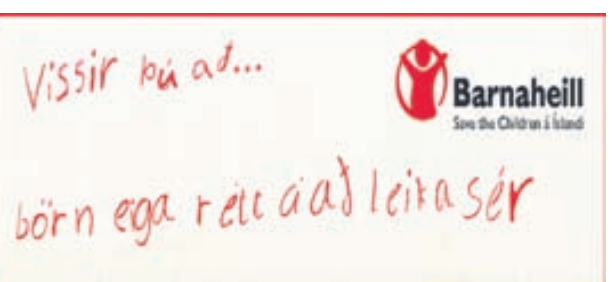 Vissir þú að...
Barnaheill
Save the Children á Íslandi
börn eiga rétt á að leika sér